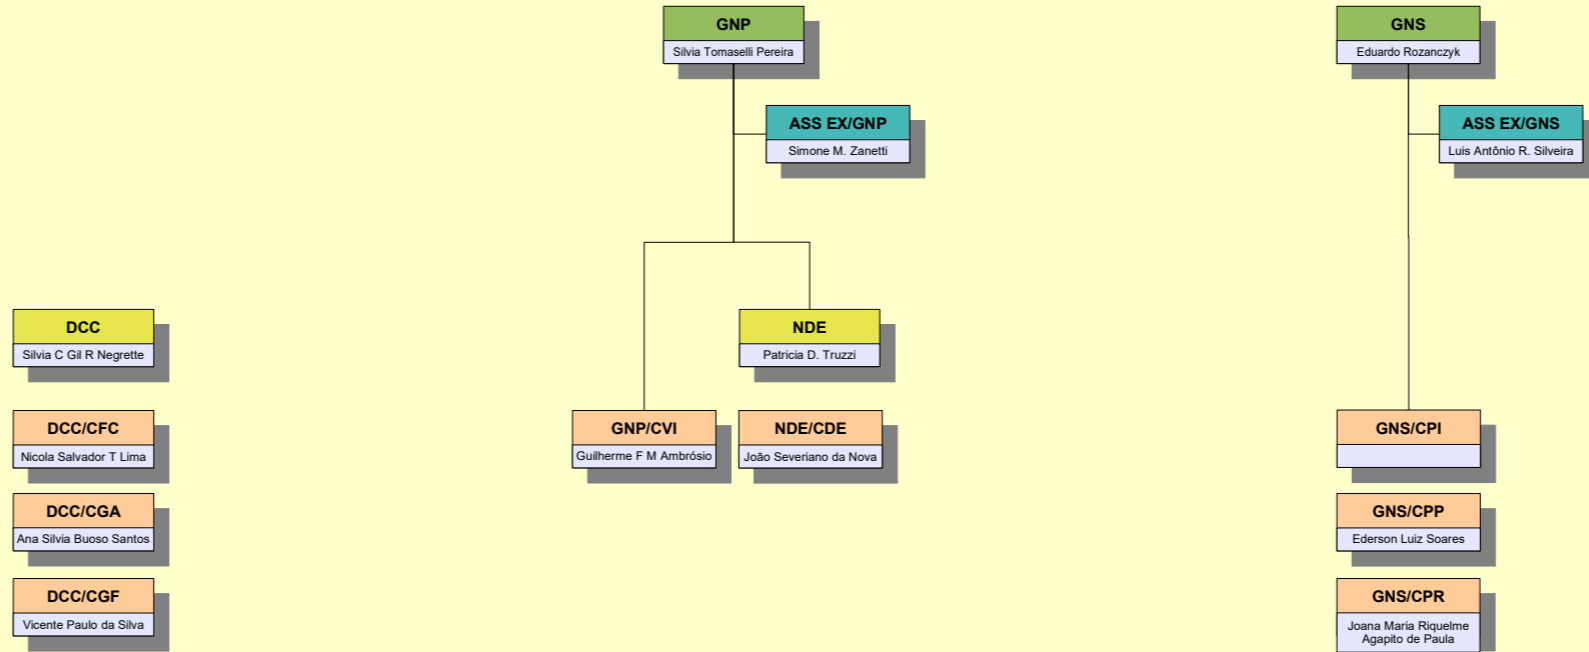 GNP
Silvia Tomaselli Pereira
GNS
Eduardo Rozanczyk
ASS EX/GNP
Simone M. Zanetti
ASS EX/GNS
Luis Antônio R. Silveira
DCC
Silvia C Gil R Negrette
NDE
Patricia D. Truzzi
DCC/CFC
Nicola Salvador T Lima
GNP/CVI
Guilherme F M Ambrósio
NDE/CDE
João Severiano da Nova
GNS/CPI
DCC/CGA
Ana Silvia Buoso Santos
GNS/CPP
Ederson Luiz Soares
DCC/CGF
Vicente Paulo da Silva
GNS/CPR
Joana Maria Riquelme
Agapito de Paula